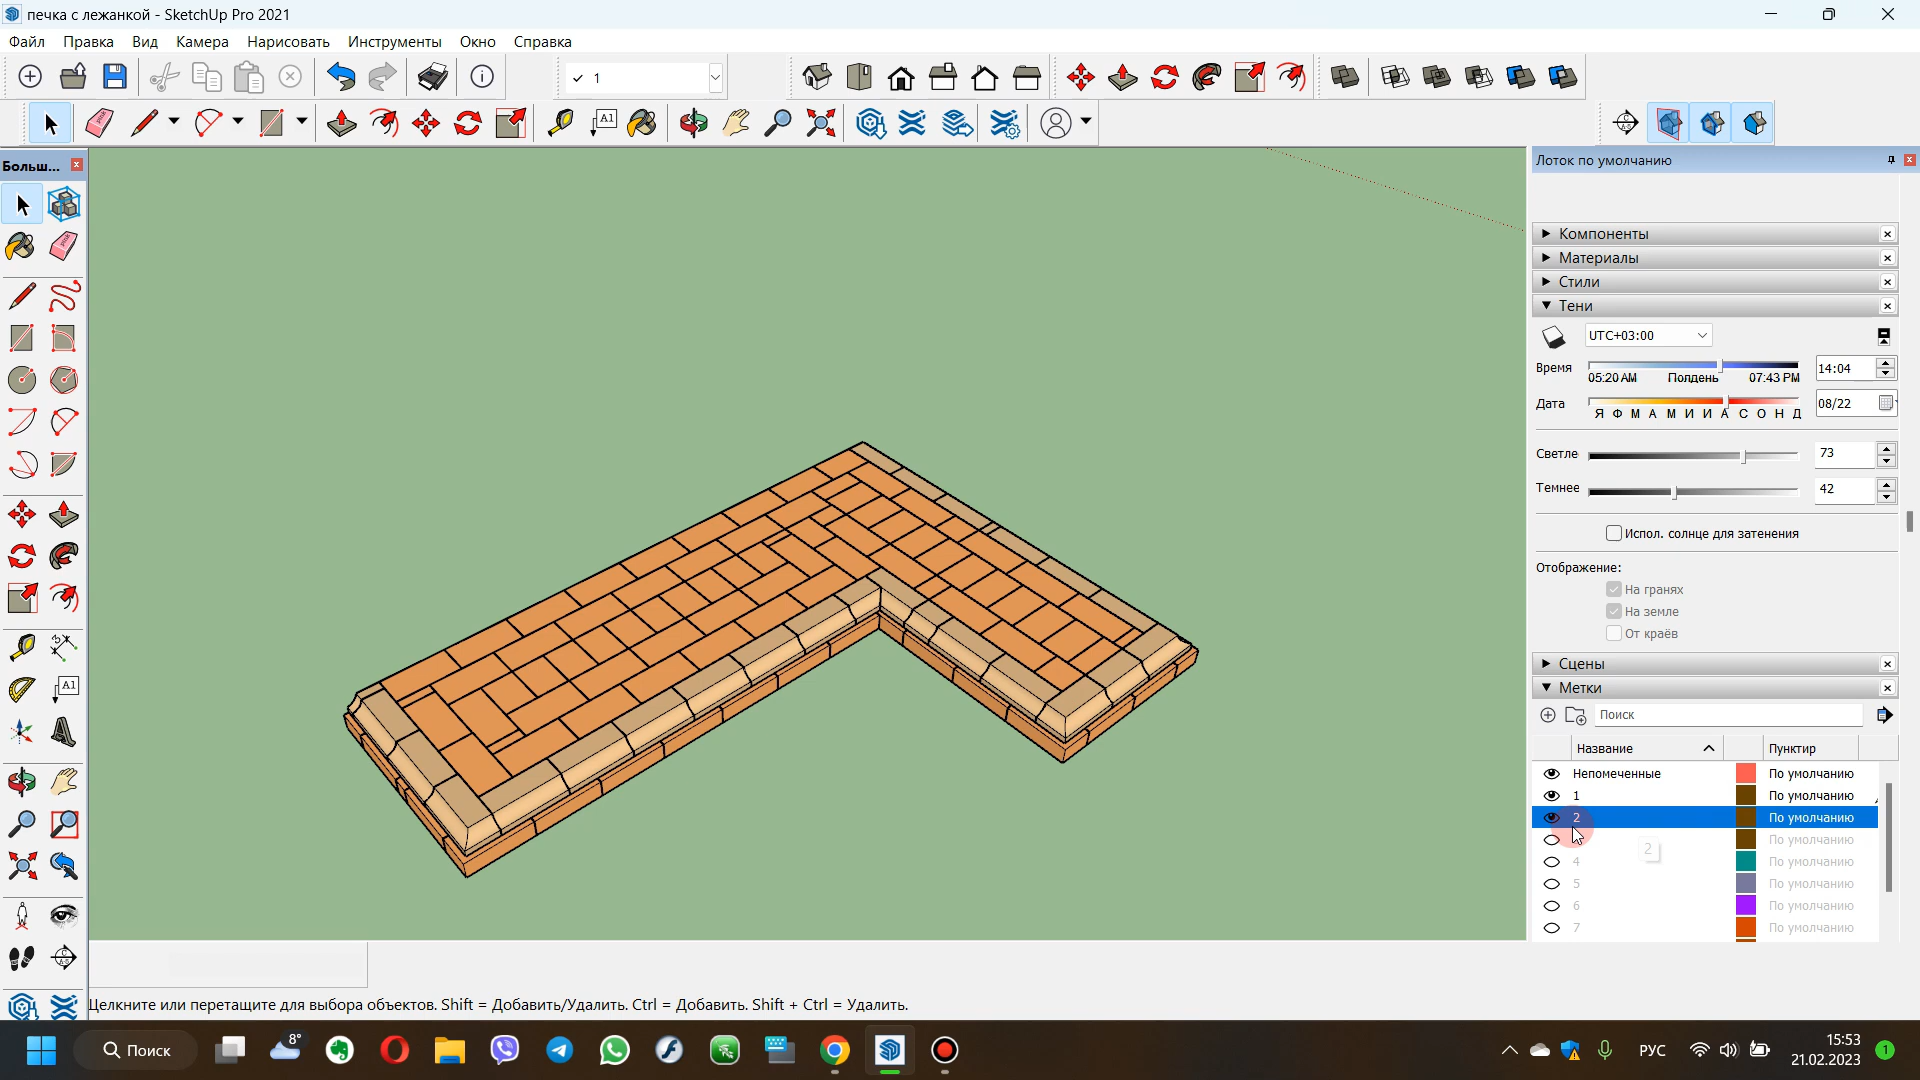 печка с лежанкой - SketchUp Pro 2021
Файл Правка Вид Камера Нарисовать Инструменты Окно Справка
1
A1
Больш...
A1
Лоток по умолчанию
Компоненты
Материалы
Стили
Тени
UTC+03:00
Время 05:20 AM Полдень 07:43 PM 14:04
Дата Я Ф М А М И И А С О Н Д 08/22
Светле 73
Темнее 42
Испол. солнце для затенения
Отображение:
На гранях
На земле
От краёв
Сцены
Метки
Поиск
Название Пунктир
Непомеченные По умолчанию
1 По умолчанию
2 По умолчанию
По умолчанию
2
4 По умолчанию
5 По умолчанию
6 По умолчанию
7 По умолчанию
Щелкните или перетащите для выбора объектов. Shift = Добавить/Удалить. Ctrl = Добавить. Shift + Ctrl = Удалить.
Поиск
8°
РУС
15:53
21.02.2023
1